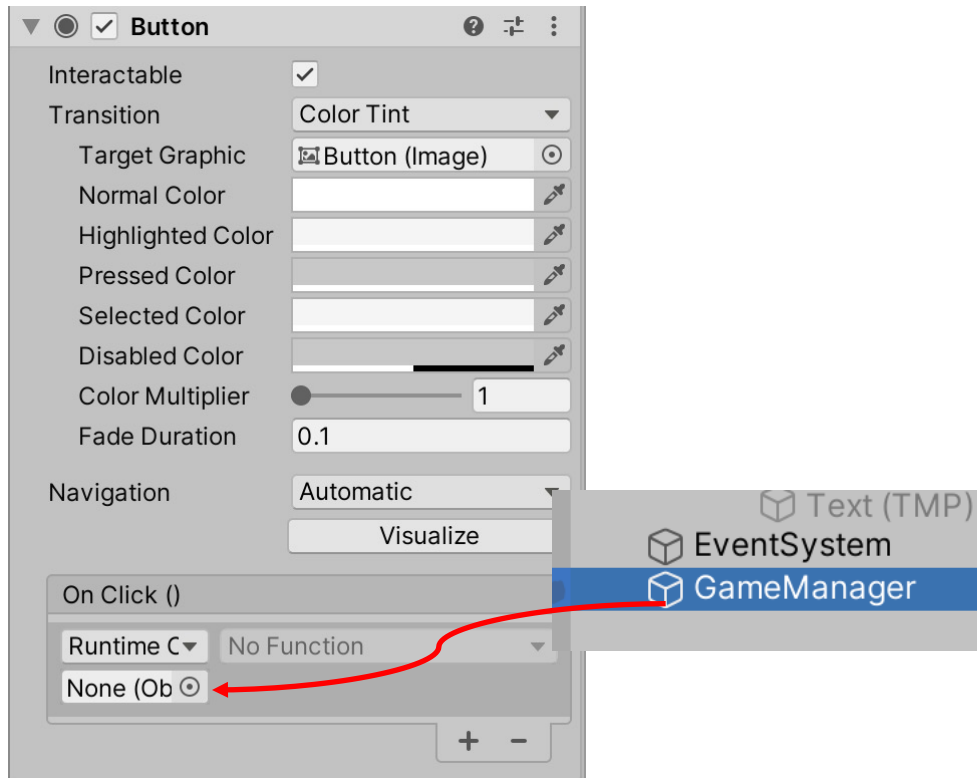 Button
Interactable
Transition Color Tint
Target Graphic Button (Image)
Normal Color
Highlighted Color
Pressed Color
Selected Color
Disabled Color
Color Multiplier 1
Fade Duration 0.1
Navigation Automatic
Visualize
On Click ()
Runtime C No Function
None (Ob
Text (TMP)
EventSystem
GameManager